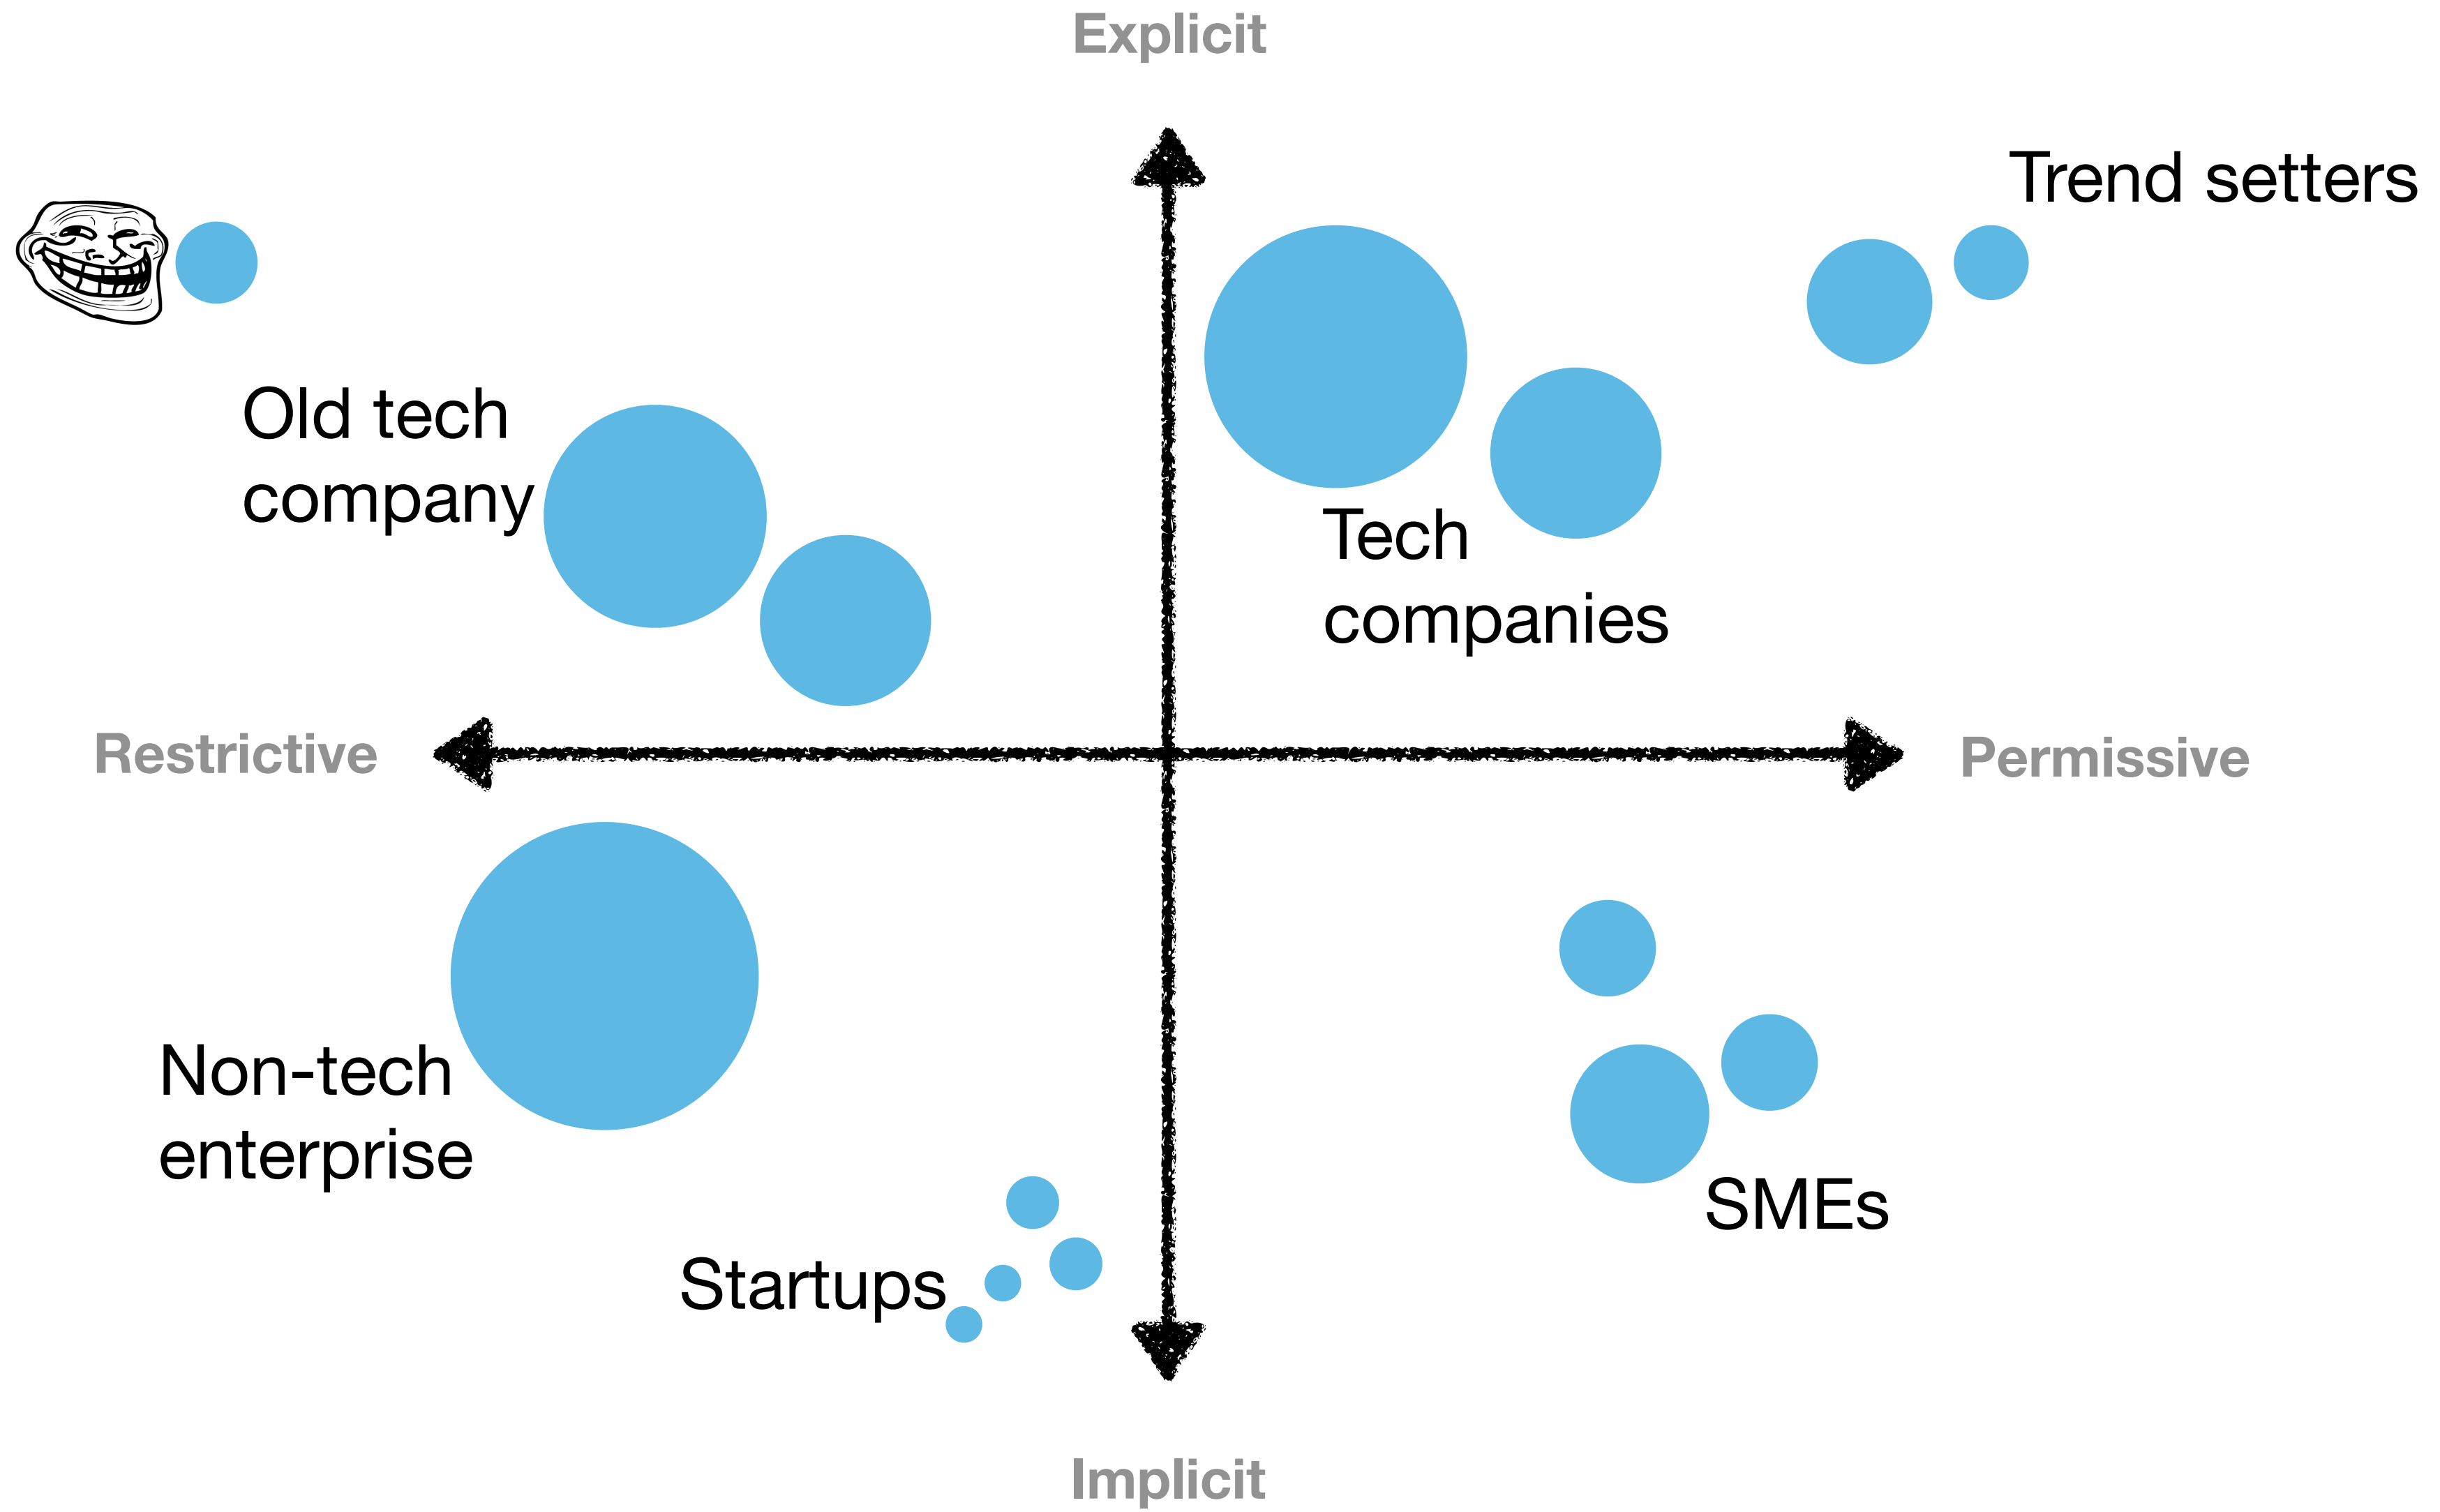 Explicit
Trend setters
Old tech
company
Tech
companies
Restrictive
Permissive
Non-tech
enterprise
SMEs
Startups
Implicit